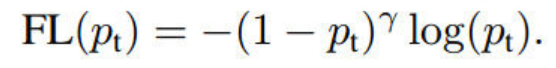 FL(pₜ) = −(1 − pₜ)^γ log(pₜ).